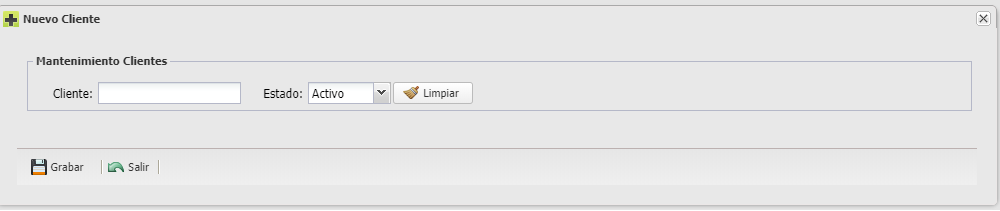 Nuevo Cliente
Mantenimiento Clientes
Cliente: Estado: Activo Limpiar
Grabar Salir